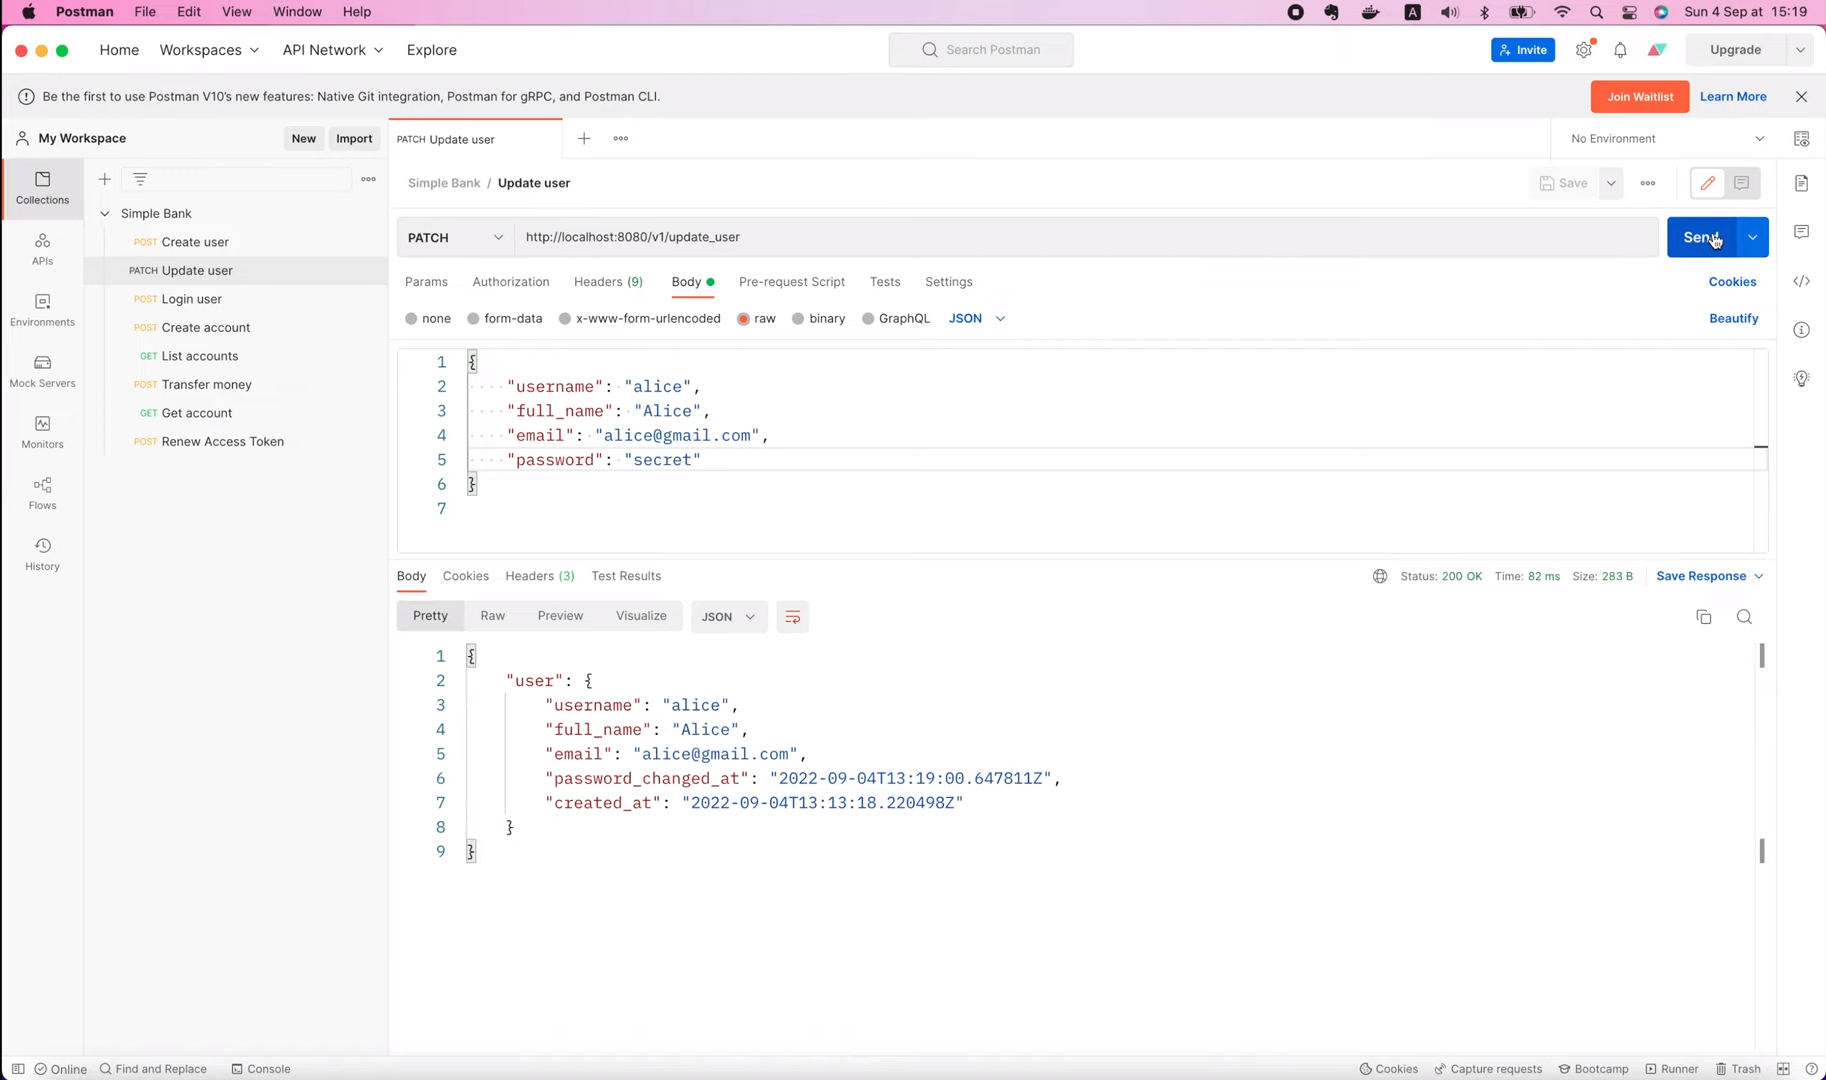 Postman File Edit View Window Help A Sun 4 Sep at 15:19
Home Workspaces API Network Explore Search Postman Invite Upgrade
Be the first to use Postman V10's new features: Native Git integration, Postman for gRPC, and Postman CLI. Join Waitlist Learn More
My Workspace New Import PATCH Update user No Environment
Collections
APIs
Environments
Mock Servers
Monitors
Flows
History
Simple Bank
POST Create user
PATCH Update user
POST Login user
POST Create account
GET List accounts
POST Transfer money
GET Get account
POST Renew Access Token
Simple Bank / Update user Save
PATCH http://localhost:8080/v1/update_user Send
Params Authorization Headers (9) Body Pre-request Script Tests Settings Cookies
none form-data x-www-form-urlencoded raw binary GraphQL JSON Beautify
1 {
2 "username": "alice",
3 "full_name": "Alice",
4 "email": "alice@gmail.com",
5 "password": "secret"
6 }
7
Body Cookies Headers (3) Test Results Status: 200 OK Time: 82 ms Size: 283 B Save Response
Pretty Raw Preview Visualize JSON
1 {
2 "user": {
3 "username": "alice",
4 "full_name": "Alice",
5 "email": "alice@gmail.com",
6 "password_changed_at": "2022-09-04T13:19:00.647811Z",
7 "created_at": "2022-09-04T13:13:18.220498Z"
8 }
9 }
Online Find and Replace Console Cookies Capture requests Bootcamp Runner Trash